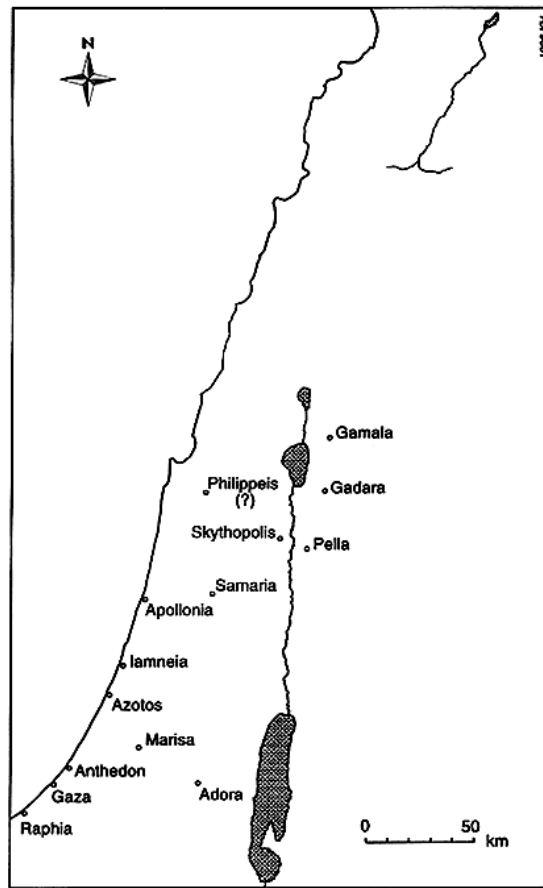 N
Gamala
Philippeis
(?)
Gadara
Skythopolis
Pella
Samaria
Apollonia
Iamneia
Azotos
Marisa
Anthedon
Gaza
Adora
Raphia
0 50
km